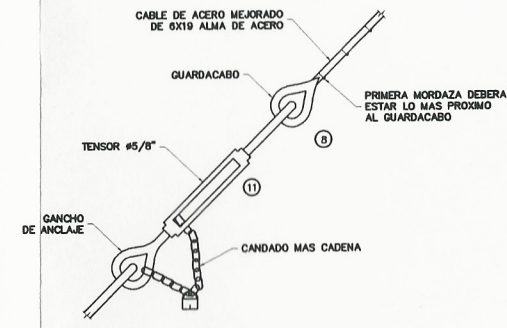 CABLE DE ACERO MEJORADO
DE 6X19 ALMA DE ACERO
GUARDACABO
PRIMERA MORDAZA DEBERA
ESTAR LO MAS PROXIMO
AL GUARDACABO
8
TENSOR ø5/8"
11
GANCHO
DE ANCLAJE
CANDADO MAS CADENA